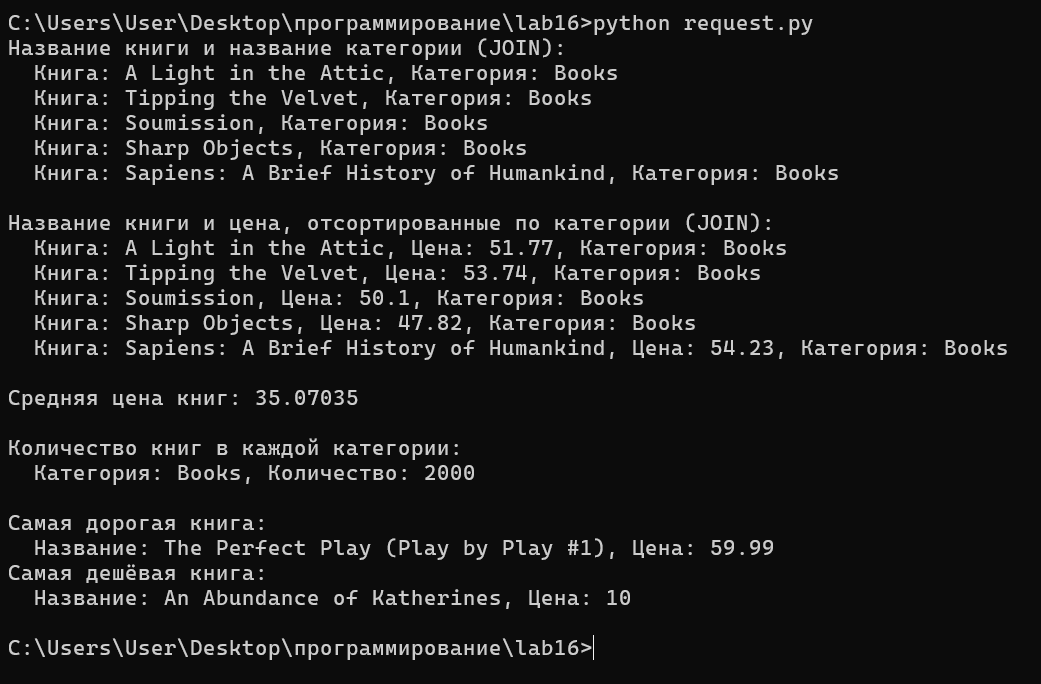 C:\Users\User\Desktop\программирование\lab16>python request.py
Название книги и название категории (JOIN):
  Книга: A Light in the Attic, Категория: Books
  Книга: Tipping the Velvet, Категория: Books
  Книга: Soumission, Категория: Books
  Книга: Sharp Objects, Категория: Books
  Книга: Sapiens: A Brief History of Humankind, Категория: Books

Название книги и цена, отсортированные по категории (JOIN):
  Книга: A Light in the Attic, Цена: 51.77, Категория: Books
  Книга: Tipping the Velvet, Цена: 53.74, Категория: Books
  Книга: Soumission, Цена: 50.1, Категория: Books
  Книга: Sharp Objects, Цена: 47.82, Категория: Books
  Книга: Sapiens: A Brief History of Humankind, Цена: 54.23, Категория: Books

Средняя цена книг: 35.07035

Количество книг в каждой категории:
  Категория: Books, Количество: 2000

Самая дорогая книга:
  Название: The Perfect Play (Play by Play #1), Цена: 59.99
Самая дешёвая книга:
  Название: An Abundance of Katherines, Цена: 10

C:\Users\User\Desktop\программирование\lab16>